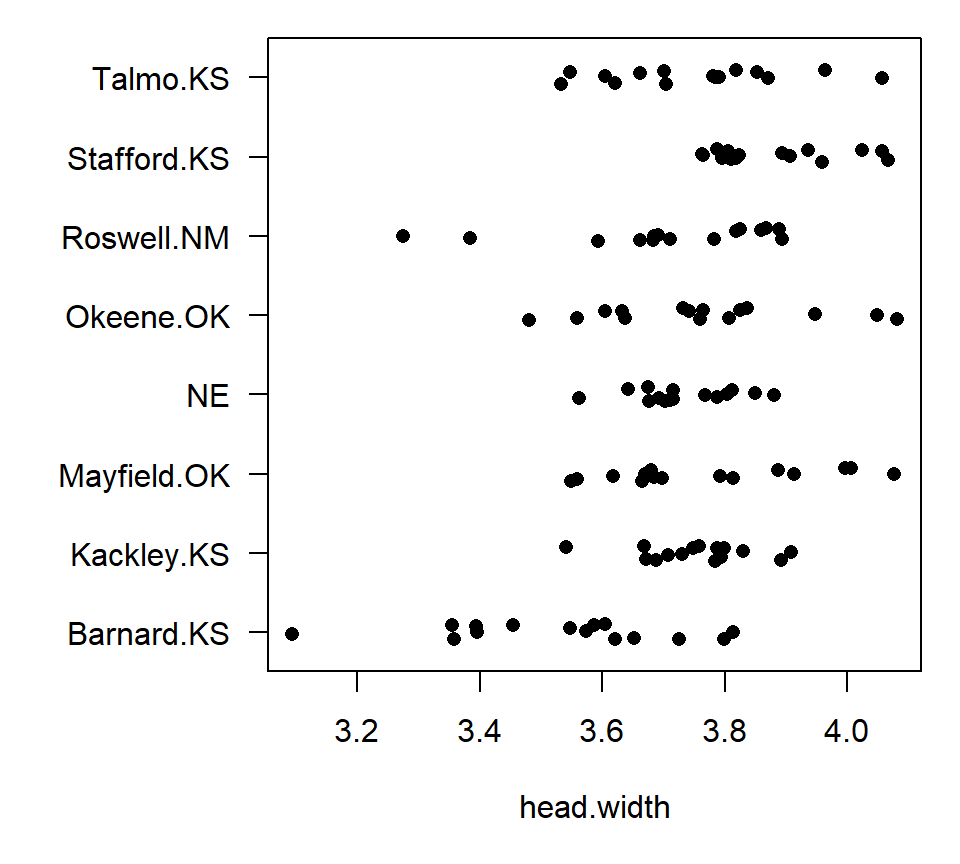 Talmo.KS
Stafford.KS
Roswell.NM
Okeene.OK
NE
Mayfield.OK
Kackley.KS
Barnard.KS
3.2 3.4 3.6 3.8 4.0
head.width